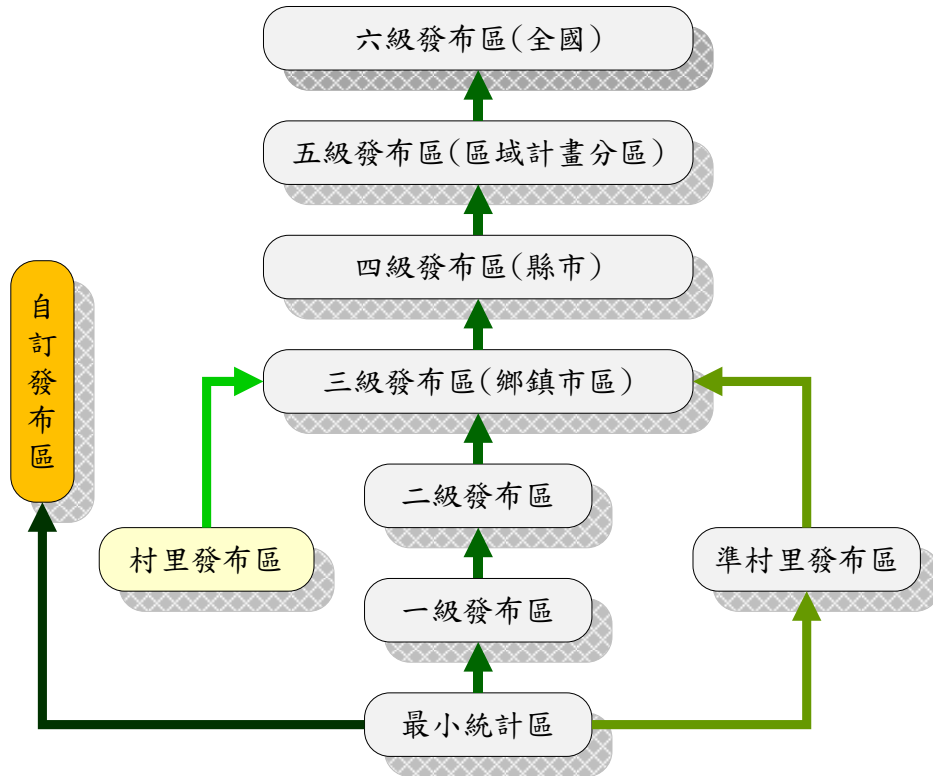 六級發布區(全國)
五級發布區(區域計畫分區)
四級發布區(縣市)
自訂發布區
三級發布區(鄉鎮市區)
二級發布區
村里發布區
準村里發布區
一級發布區
最小統計區